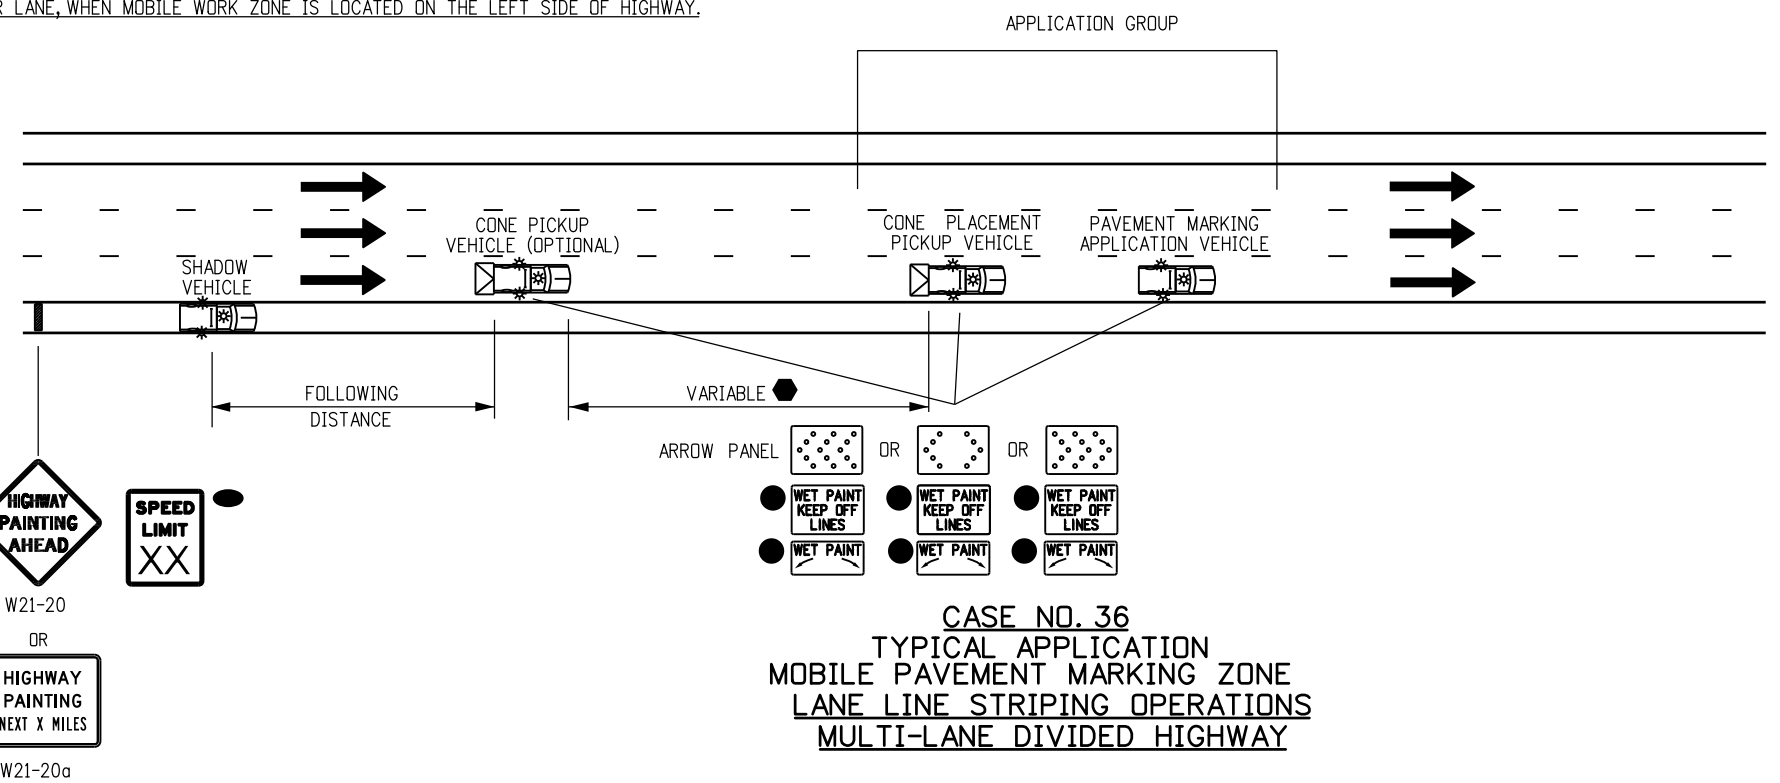 R LANE, WHEN MOBILE WORK ZONE IS LOCATED ON THE LEFT SIDE OF HIGHWAY.
APPLICATION GROUP
CONE PICKUP
VEHICLE (OPTIONAL)
CONE PLACEMENT
PICKUP VEHICLE
PAVEMENT MARKING
APPLICATION VEHICLE
SHADOW
VEHICLE
FOLLOWING
DISTANCE
VARIABLE
ARROW PANEL
OR
OR
HIGHWAY
PAINTING
AHEAD
SPEED
LIMIT
XX
WET PAINT
KEEP OFF
LINES
WET PAINT
KEEP OFF
LINES
WET PAINT
KEEP OFF
LINES
WET PAINT
WET PAINT
WET PAINT
W21-20
OR
HIGHWAY
PAINTING
NEXT X MILES
W21-20a
CASE NO. 36
TYPICAL APPLICATION
MOBILE PAVEMENT MARKING ZONE
LANE LINE STRIPING OPERATIONS
MULTI-LANE DIVIDED HIGHWAY